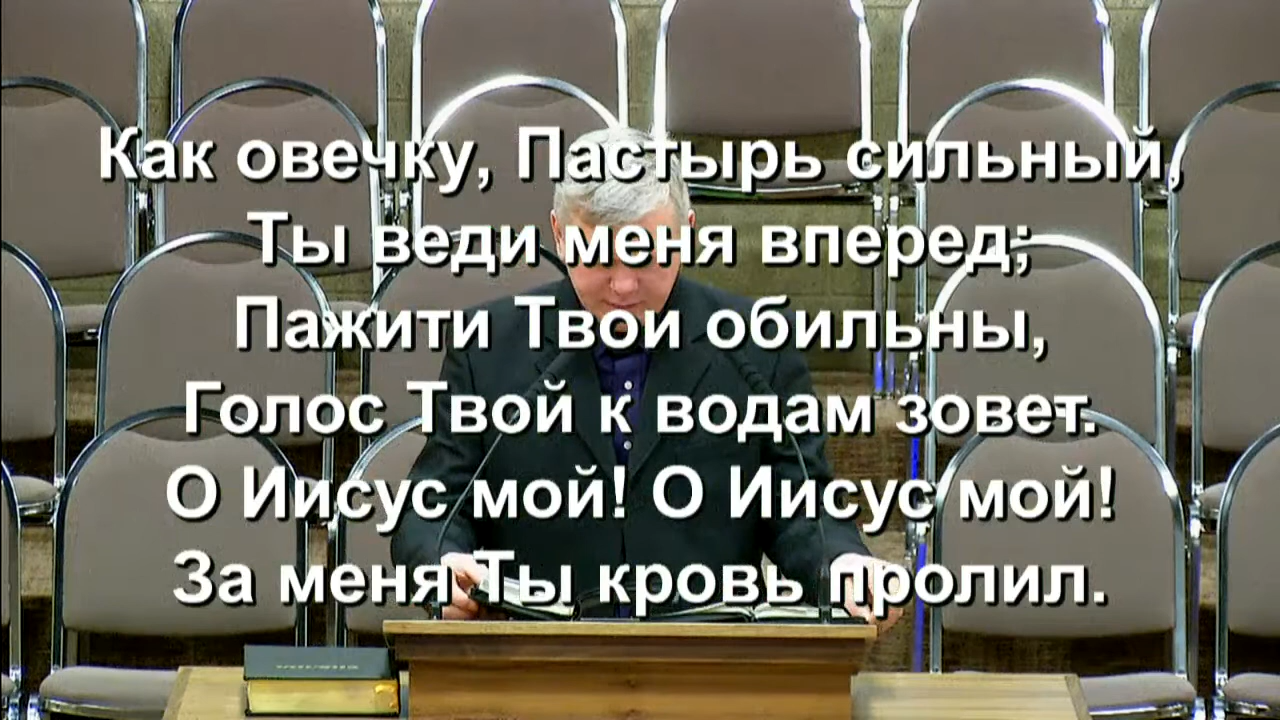 Как овечку, Пастырь сильный,
Ты веди меня вперед;
Пажити Твои обильны,
Голос Твой к водам зовет.
О Иисус мой! О Иисус мой!
За меня Ты кровь пролил.